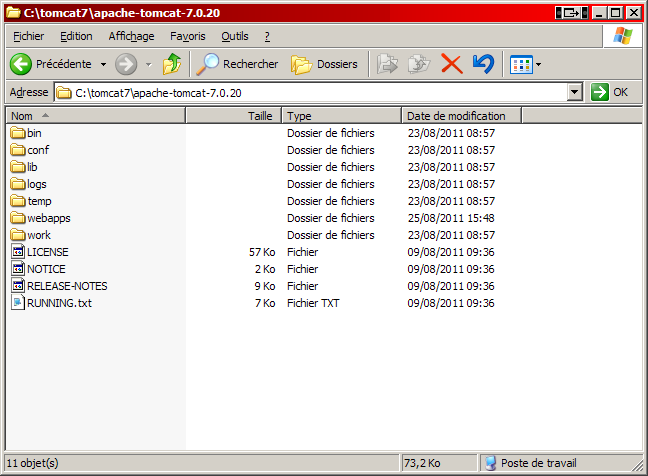 C:\tomcat7\apache-tomcat-7.0.20
Fichier Edition Affichage Favoris Outils ?
Précédente Rechercher Dossiers
Adresse C:\tomcat7\apache-tomcat-7.0.20 OK
Nom Taille Type Date de modification
bin Dossier de fichiers 23/08/2011 08:57
conf Dossier de fichiers 23/08/2011 08:57
lib Dossier de fichiers 23/08/2011 08:57
logs Dossier de fichiers 23/08/2011 08:57
temp Dossier de fichiers 23/08/2011 08:57
webapps Dossier de fichiers 25/08/2011 15:48
work Dossier de fichiers 23/08/2011 08:57
LICENSE 57 Ko Fichier 09/08/2011 09:36
NOTICE 2 Ko Fichier 09/08/2011 09:36
RELEASE-NOTES 9 Ko Fichier 09/08/2011 09:36
RUNNING.txt 7 Ko Fichier TXT 09/08/2011 09:36
11 objet(s) 73,2 Ko Poste de travail